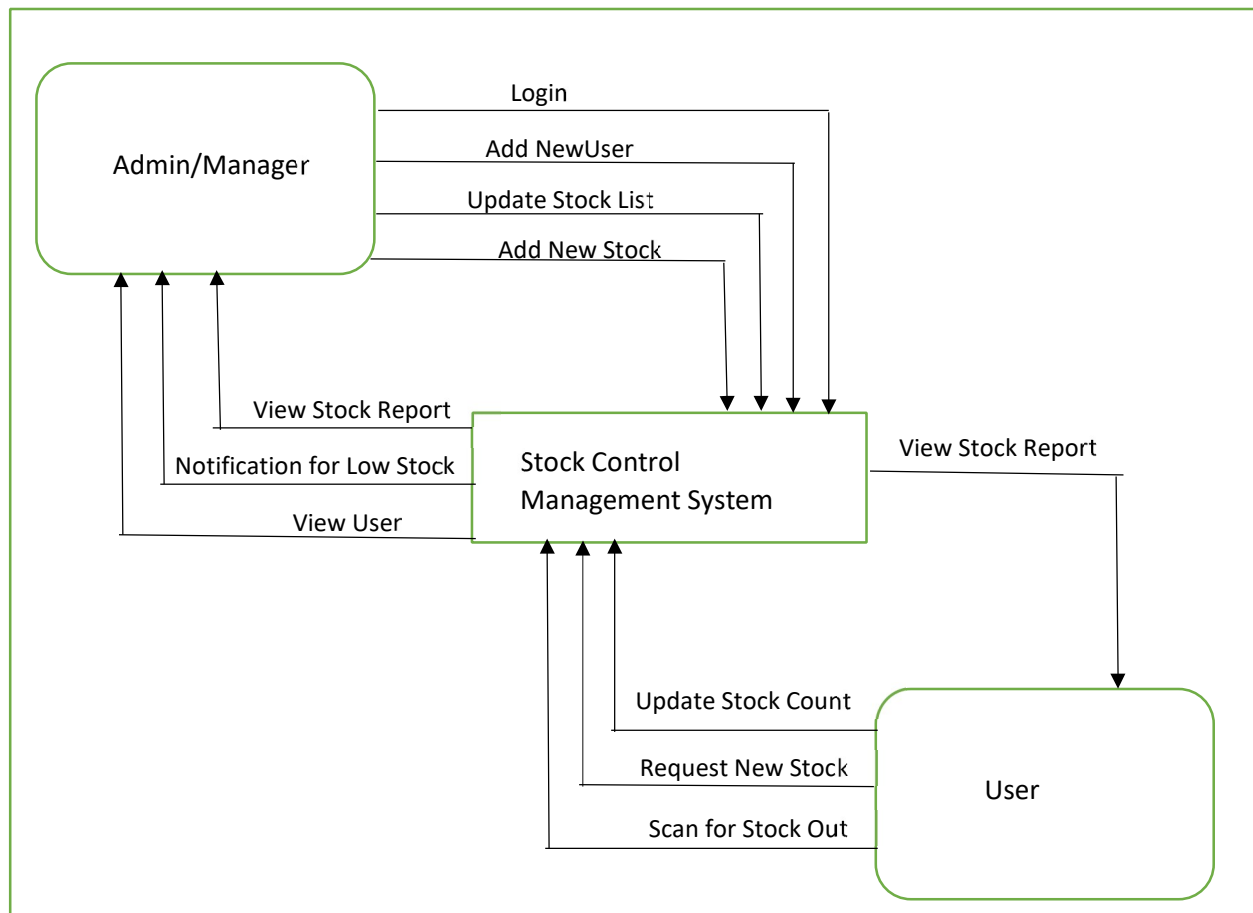 Login
Admin/Manager
Add NewUser
Update Stock List
Add New Stock
View Stock Report
Notification for Low Stock
View User
Stock Control
Management System
View Stock Report
Update Stock Count
Request New Stock
Scan for Stock Out
User